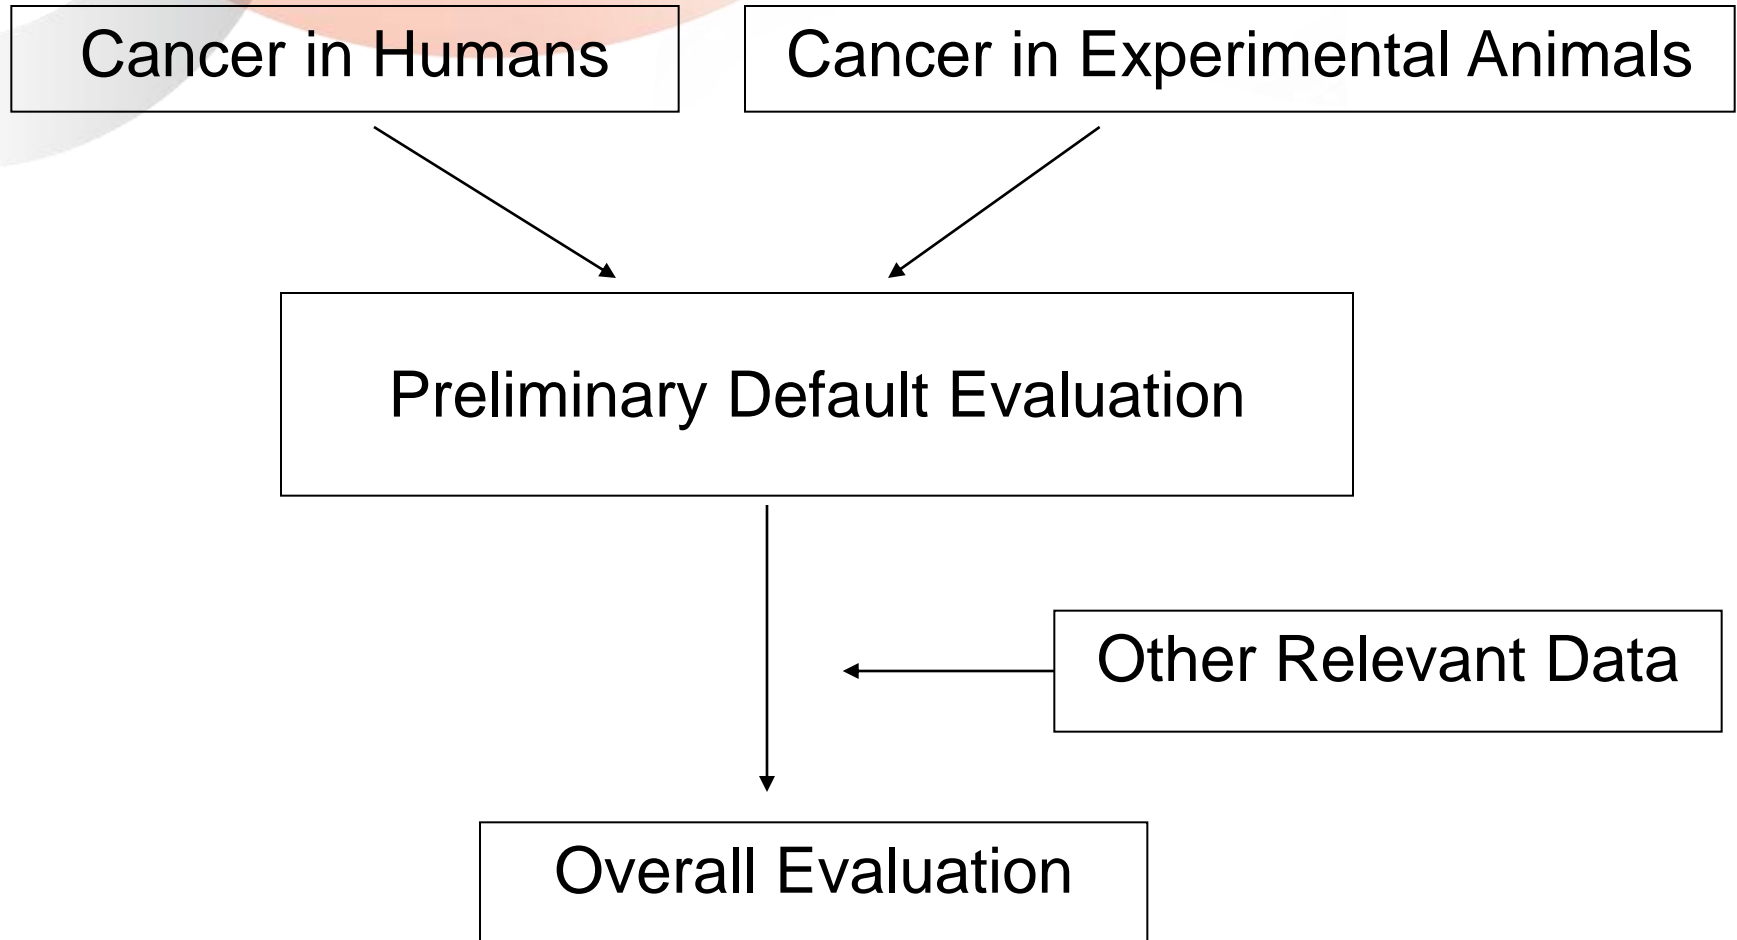 Cancer in Humans
Cancer in Experimental Animals
Preliminary Default Evaluation
Other Relevant Data
Overall Evaluation